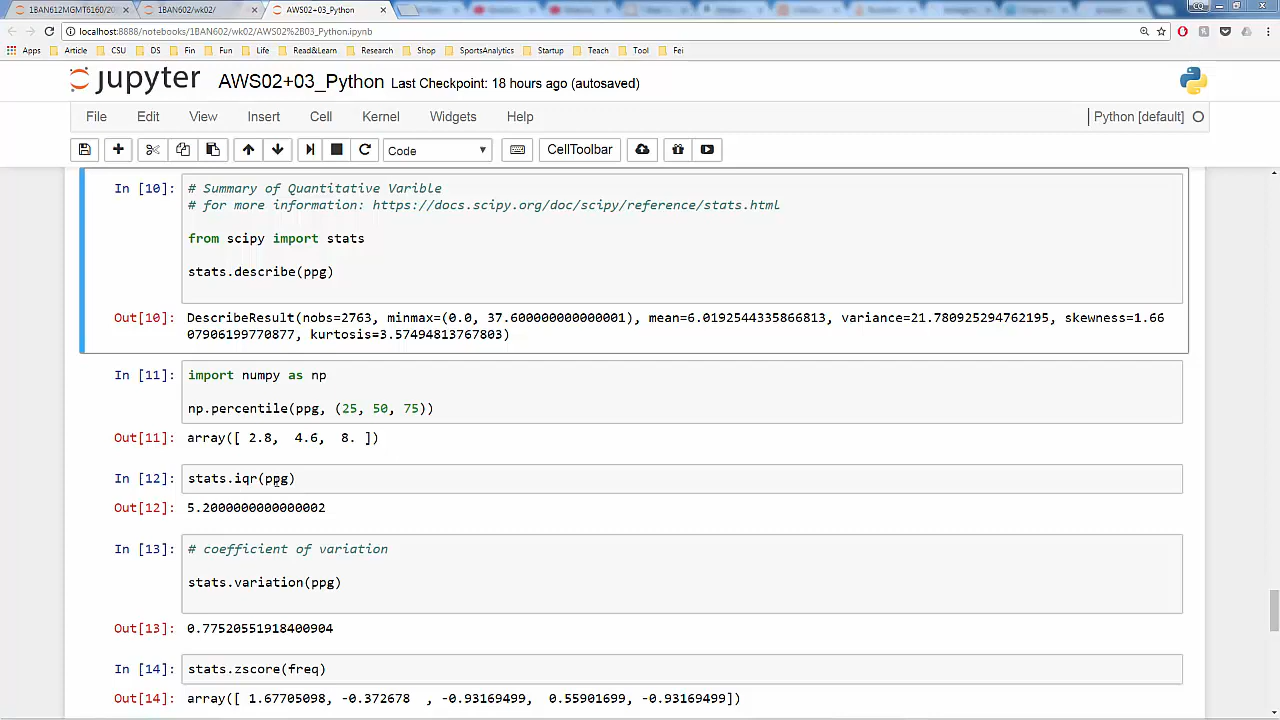 1BAN612MGMT6160/20
1BAN602/wk02/
AWS02+03_Python
localhost:8888/notebooks/1BAN602/wk02/AWS02%2B03_Python.ipynb
Apps Article CSU DS Fin Fun Life Read&Learn Research Shop SportsAnalytics Startup Teach Tool Fei
jupyter AWS02+03_Python Last Checkpoint: 18 hours ago (autosaved)
File Edit View Insert Cell Kernel Widgets Help Python [default]
Code CellToolbar
In [10]: # Summary of Quantitative Varible
# for more information: https://docs.scipy.org/doc/scipy/reference/stats.html
from scipy import stats
stats.describe(ppg)
Out[10]: DescribeResult(nobs=2763, minmax=(0.0, 37.600000000000001), mean=6.0192544335866813, variance=21.780925294762195, skewness=1.66
07906199770877, kurtosis=3.57494813767803)
In [11]: import numpy as np
np.percentile(ppg, (25, 50, 75))
Out[11]: array([ 2.8, 4.6, 8. ])
In [12]: stats.iqr(ppg)
Out[12]: 5.2000000000000002
In [13]: # coefficient of variation
stats.variation(ppg)
Out[13]: 0.77520551918400904
In [14]: stats.zscore(freq)
Out[14]: array([ 1.67705098, -0.372678 , -0.93169499, 0.55901699, -0.93169499])